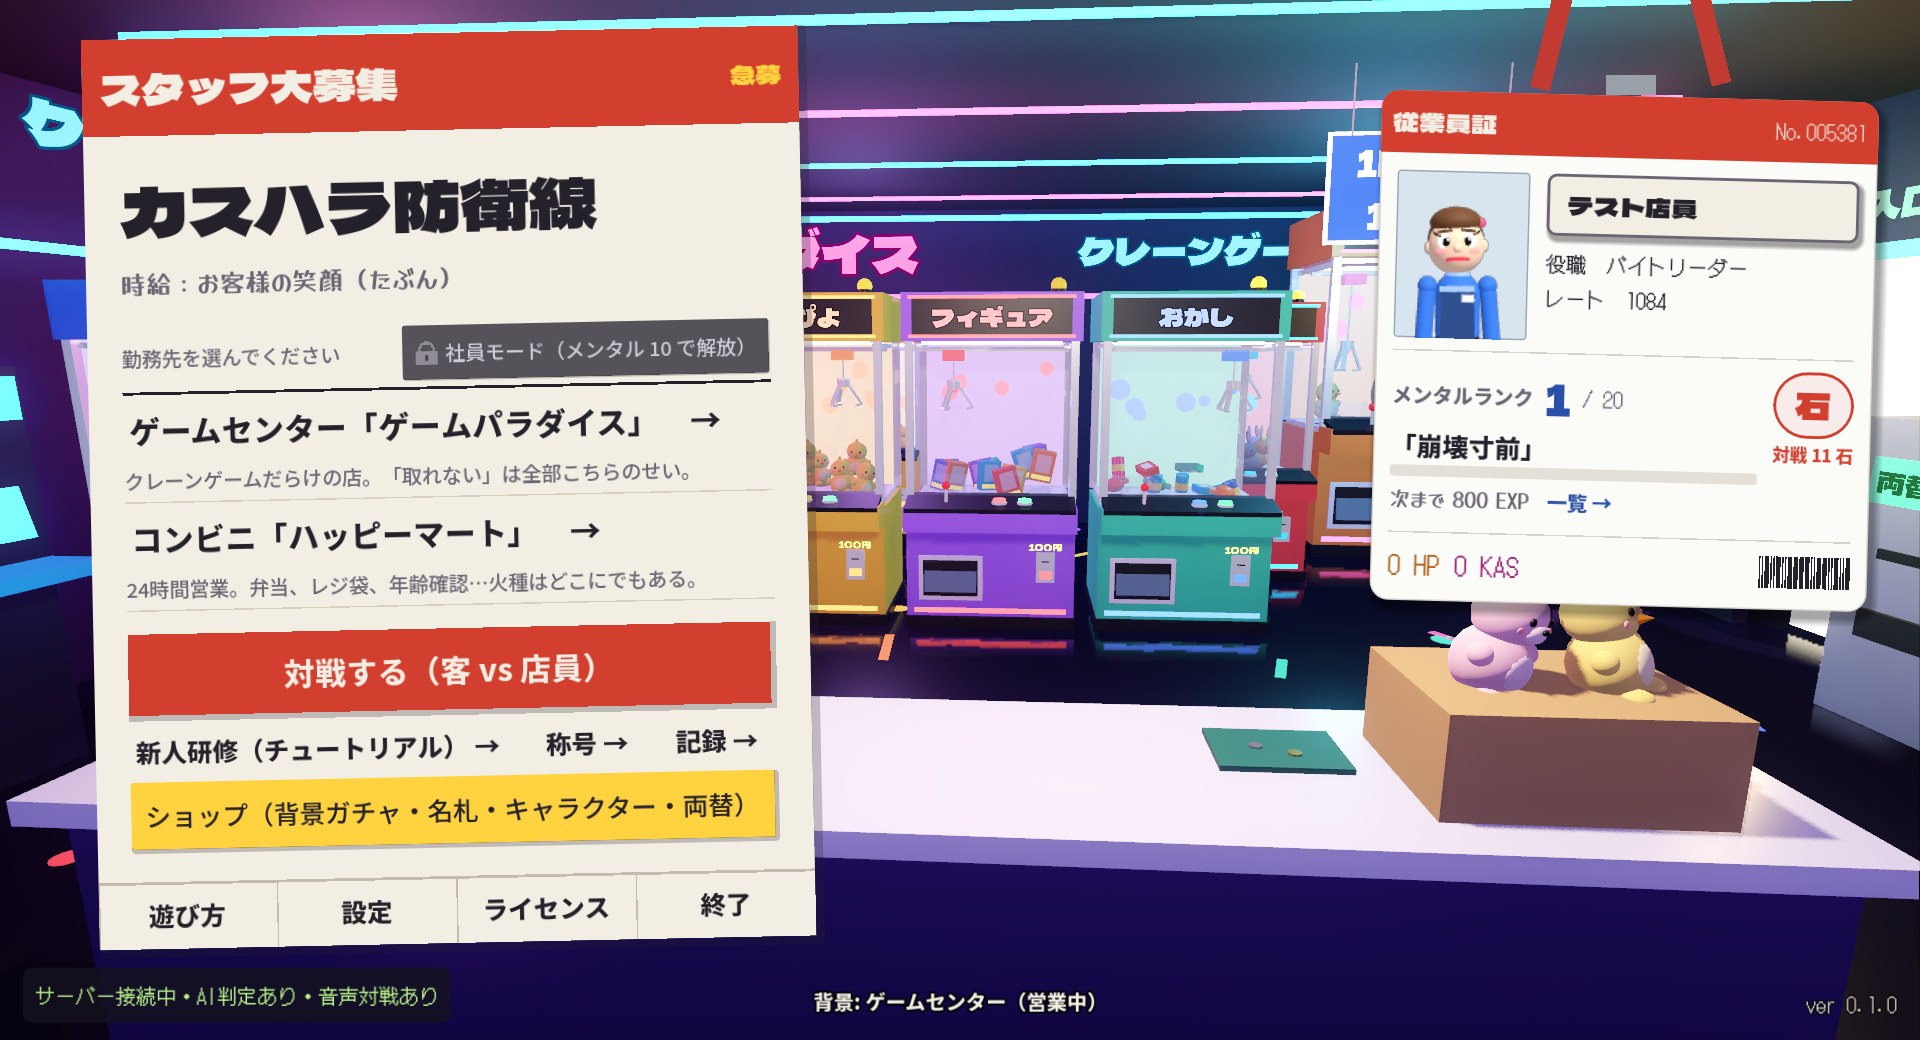 スタッフ大募集
急募
カスハラ防衛線
時給：お客様の笑顔（たぶん）
勤務先を選んでください
社員モード（メンタル 10 で解放）
ゲームセンター「ゲームパラダイス」 →
クレーンゲームだらけの店。「取れない」は全部こちらのせい。
コンビニ「ハッピーマート」 →
24時間営業。弁当、レジ袋、年齢確認…火種はどこにでもある。
対戦する（客 vs 店員）
新人研修（チュートリアル） →
称号 →
記録 →
ショップ（背景ガチャ・名札・キャラクター・両替）
遊び方
設定
ライセンス
終了
サーバー接続中・AI判定あり・音声対戦あり
背景: ゲームセンター（営業中）
ver 0.1.0
従業員証
No. 005381
テスト店員
役職 バイトリーダー
レート 1084
メンタルランク 1 / 20
「崩壊寸前」
次まで 800 EXP 一覧 →
石
対戦 11 石
0 HP 0 KAS
イス
クレーンゲー
ぴよ
フィギュア
おかし
100円
100円
100円
入口
両替